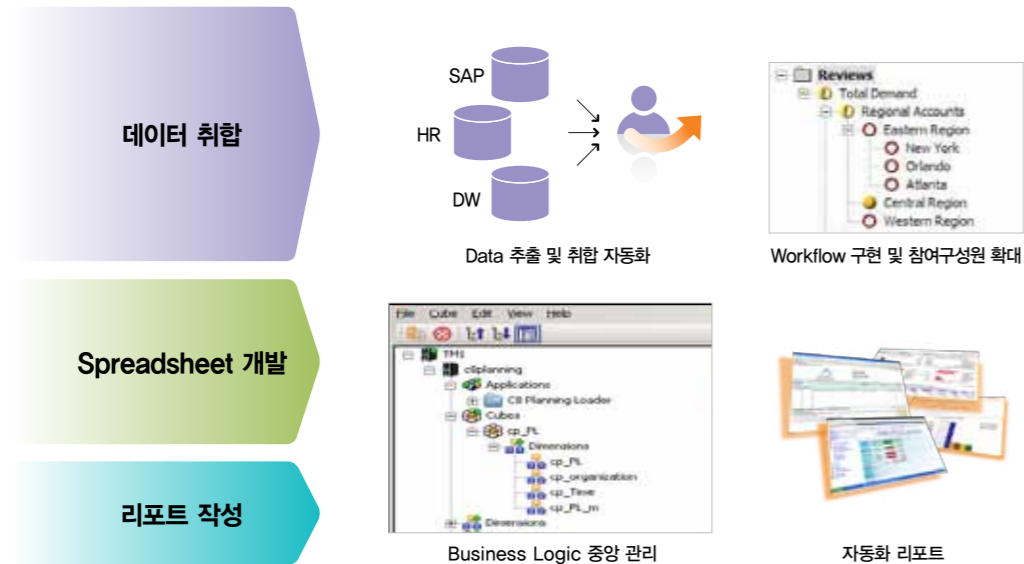 데이터 취합
SAP
HR
DW
Data 추출 및 취합 자동화
Reviews
Total Demand
Regional Accounts
Eastern Region
New York
Orlando
Atlanta
Central Region
Western Region
Workflow 구현 및 참여구성원 확대
Spreadsheet 개발
리포트 작성
File Cube Edit View Help
TM1
c8planning
Applications
C8 Planning Loader
Cubes
cp_PL
Dimensions
cp_PL
cp_organization
cp_Time
cp_PL_m
Dimensions
Business Logic 중앙 관리
자동화 리포트